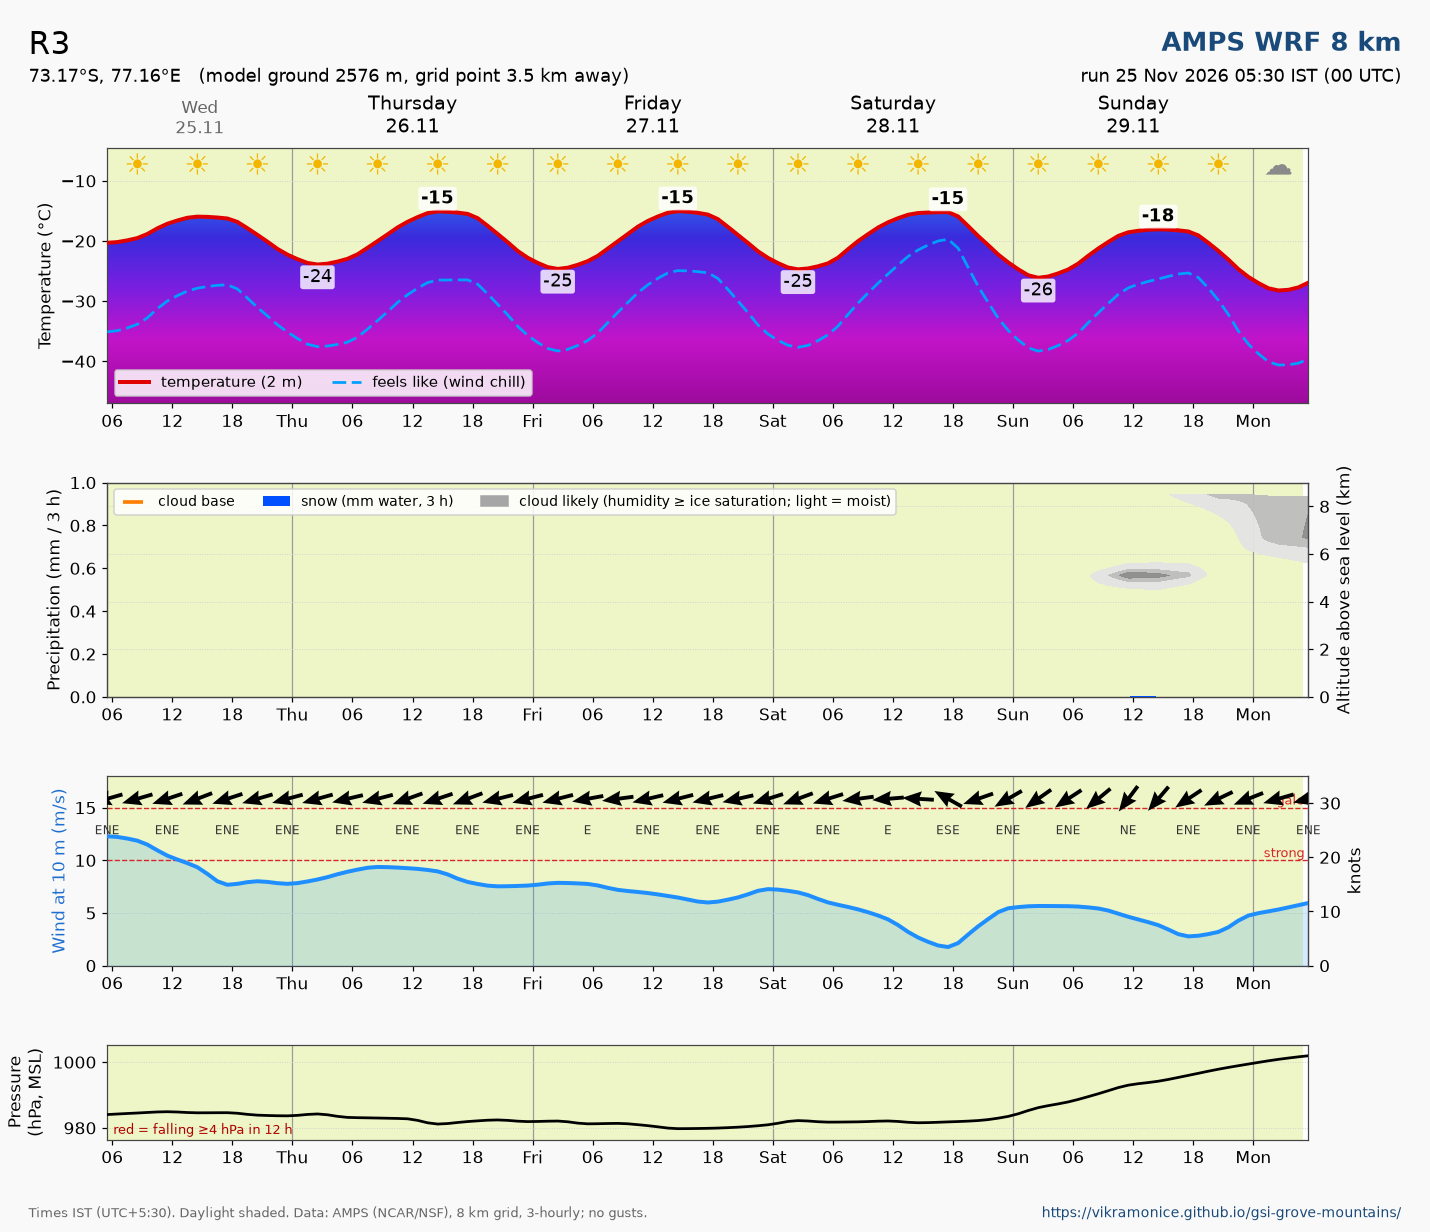 R3
AMPS WRF 8 km
73.17°S, 77.16°E (model ground 2576 m, grid point 3.5 km away)
run 25 Nov 2026 05:30 IST (00 UTC)
Wed Thursday Friday Saturday Sunday
25.11 26.11 27.11 28.11 29.11
Temperature (°C)
−10
−20
−30
−40
-15 -15 -15 -18
-24 -25 -25 -26
temperature (2 m) feels like (wind chill)
06 12 18 Thu 06 12 18 Fri 06 12 18 Sat 06 12 18 Sun 06 12 18 Mon
Precipitation (mm / 3 h)
1.0
0.8
0.6
0.4
0.2
0.0
cloud base snow (mm water, 3 h) cloud likely (humidity ≥ ice saturation; light = moist)
8
6
4
2
0
Altitude above sea level (km)
06 12 18 Thu 06 12 18 Fri 06 12 18 Sat 06 12 18 Sun 06 12 18 Mon
Wind at 10 m (m/s)
15
10
5
0
gale
ENE ENE ENE ENE ENE ENE ENE ENE E ENE ENE ENE ENE E ESE ENE ENE NE ENE ENE ENE
strong
30
20
10
0
knots
06 12 18 Thu 06 12 18 Fri 06 12 18 Sat 06 12 18 Sun 06 12 18 Mon
Pressure
(hPa, MSL)
1000
980
red = falling ≥4 hPa in 12 h
06 12 18 Thu 06 12 18 Fri 06 12 18 Sat 06 12 18 Sun 06 12 18 Mon
Times IST (UTC+5:30). Daylight shaded. Data: AMPS (NCAR/NSF), 8 km grid, 3-hourly; no gusts.
https://vikramonice.github.io/gsi-grove-mountains/